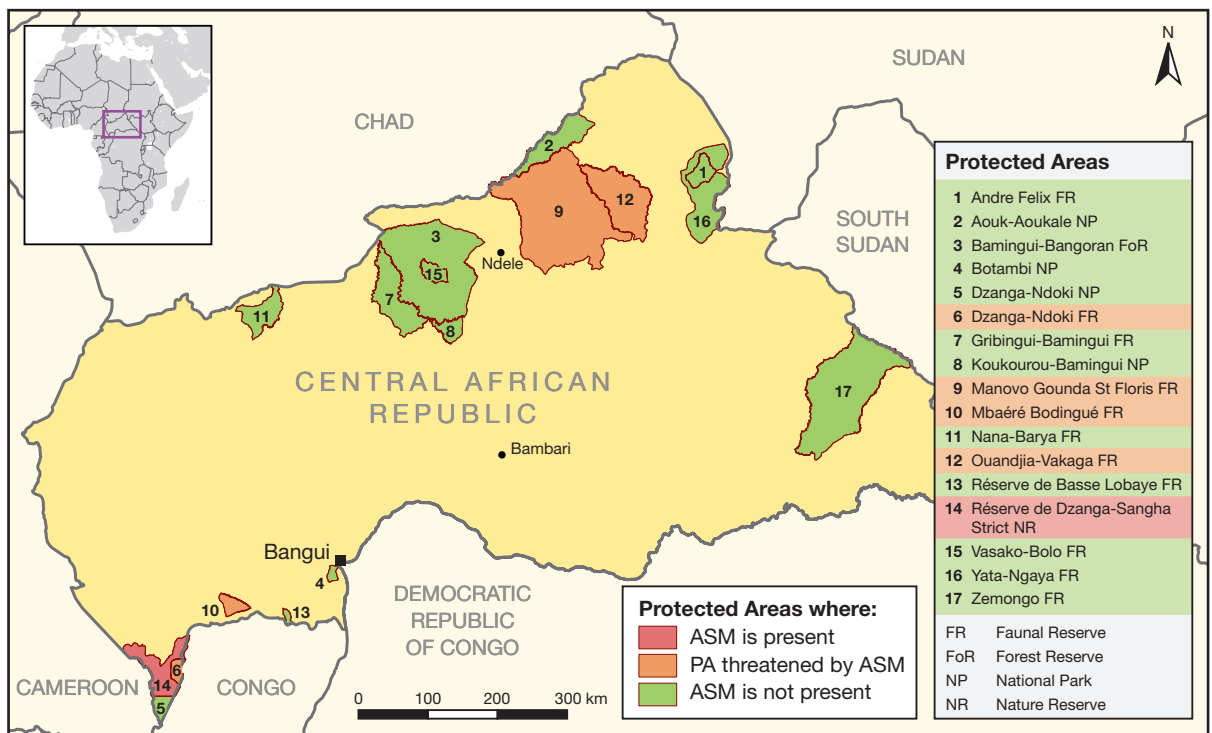 N
SUDAN
CHAD
SOUTH
SUDAN
2
1
9
12
16
3
Ndele
15
7
11
8
CENTRAL AFRICAN
REPUBLIC
17
Bambari
Bangui
4
10
13
DEMOCRATIC
REPUBLIC
OF CONGO
6
CAMEROON
14
CONGO
5
0 100 200 300 km
Protected Areas where:
ASM is present
PA threatened by ASM
ASM is not present
Protected Areas
1 Andre Felix FR
2 Aouk-Aoukale NP
3 Bamingui-Bangoran FoR
4 Botambi NP
5 Dzanga-Ndoki NP
6 Dzanga-Ndoki FR
7 Gribingui-Bamingui FR
8 Koukourou-Bamingui NP
9 Manovo Gounda St Floris FR
10 Mbaéré Bodingué FR
11 Nana-Barya FR
12 Ouandjia-Vakaga FR
13 Réserve de Basse Lobaye FR
14 Réserve de Dzanga-Sangha
Strict NR
15 Vasako-Bolo FR
16 Yata-Ngaya FR
17 Zemongo FR
FR Faunal Reserve
FoR Forest Reserve
NP National Park
NR Nature Reserve